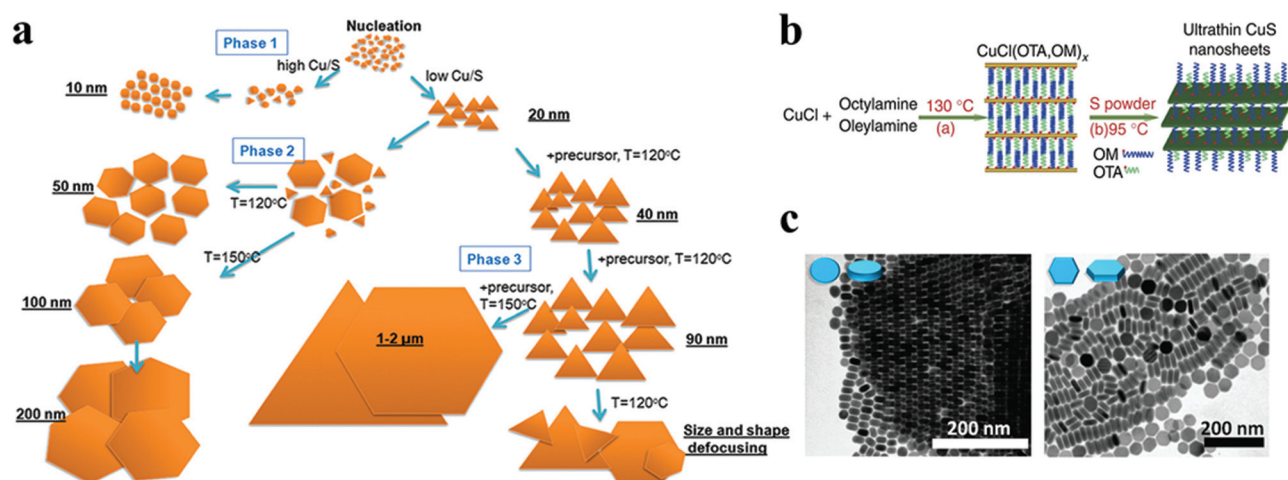 a
Nucleation
Phase 1
high Cu/S
low Cu/S
10 nm
20 nm
Phase 2
+precursor, T=120°C
50 nm
T=120°C
40 nm
T=150°C
Phase 3
+precursor, T=120°C
100 nm
+precursor,
T=150°C
1-2 µm
90 nm
200 nm
T=120°C
Size and shape
defocusing
b
CuCl(OTA,OM)x
Ultrathin CuS
nanosheets
CuCl +
Octylamine
Oleylamine
130 °C
(a)
S powder
(b)95 °C
OM
OTA
c
200 nm
200 nm